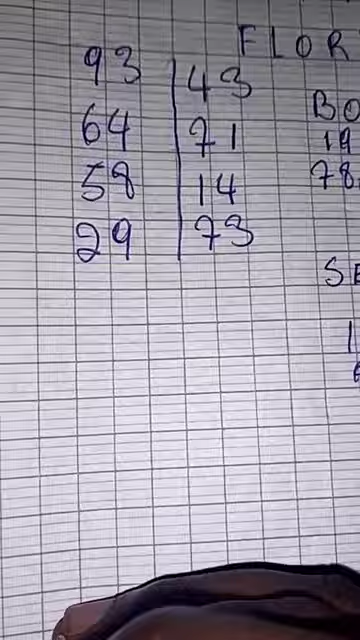 FLOR
93 | 43
64 | 71
58 | 14
29 | 73
BO
19
78
SE